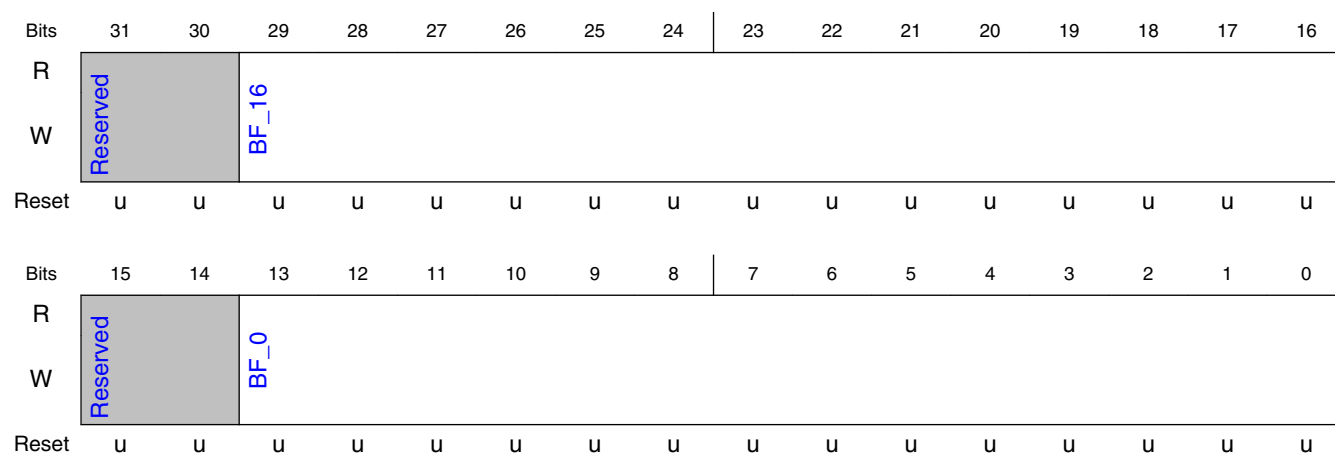 Bits 31 30 29 28 27 26 25 24 23 22 21 20 19 18 17 16
R
Reserved
BF_16
W
Reset u u u u u u u u u u u u u u u u
Bits 15 14 13 12 11 10 9 8 7 6 5 4 3 2 1 0
R
Reserved
BF_0
W
Reset u u u u u u u u u u u u u u u u